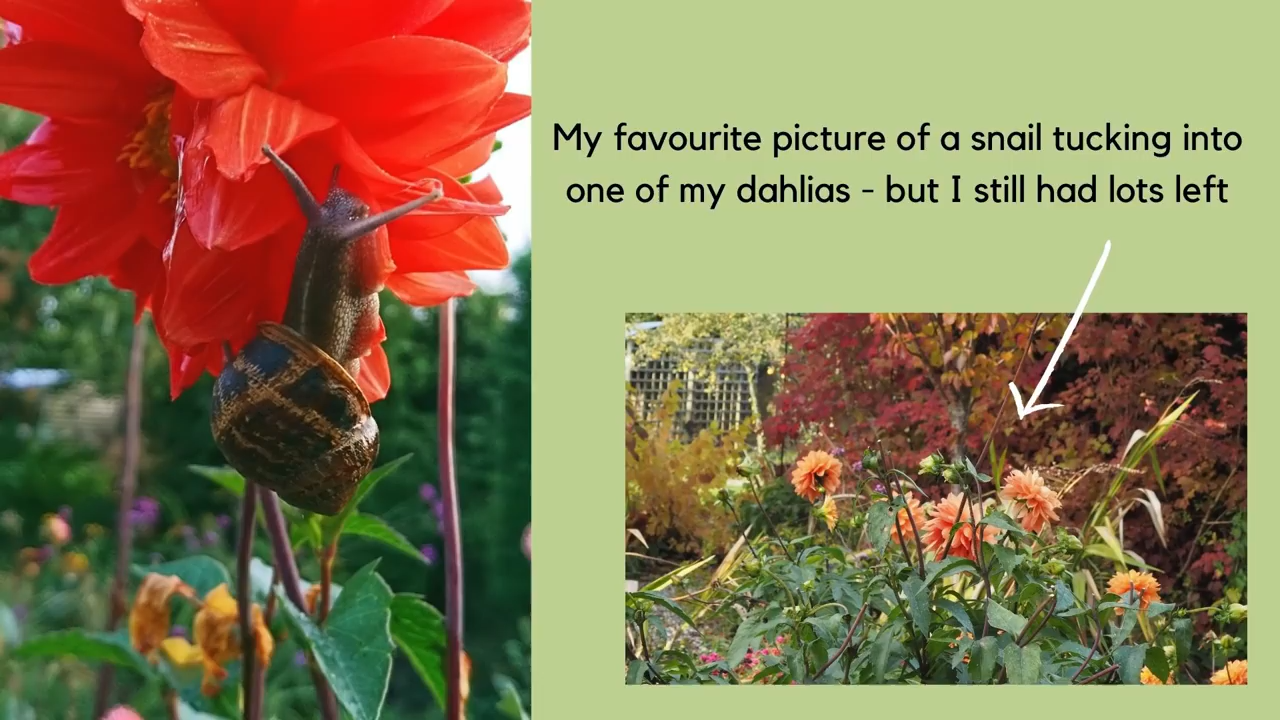 My favourite picture of a snail tucking into
one of my dahlias - but I still had lots left